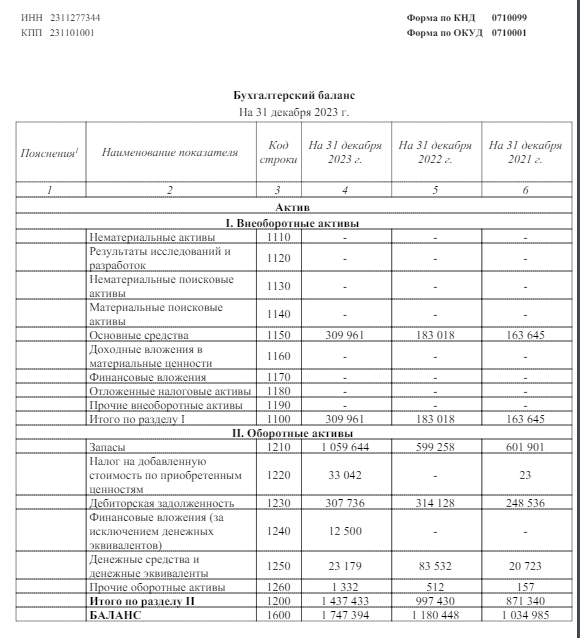 ИНН 2311277344 Форма по КНД 0710099
КПП 231101001 Форма по ОКУД 0710001
Бухгалтерский баланс
На 31 декабря 2023 г.
Пояснения¹ Наименование показателя Код строки На 31 декабря 2023 г. На 31 декабря 2022 г. На 31 декабря 2021 г.
1 2 3 4 5 6
Актив
I. Внеоборотные активы
Нематериальные активы 1110 - - -
Результаты исследований и
разработок 1120 - - -
Нематериальные поисковые
активы 1130 - - -
Материальные поисковые
активы 1140 - - -
Основные средства 1150 309 961 183 018 163 645
Доходные вложения в
материальные ценности 1160 - - -
Финансовые вложения 1170 - - -
Отложенные налоговые активы 1180 - - -
Прочие внеоборотные активы 1190 - - -
Итого по разделу I 1100 309 961 183 018 163 645
II. Оборотные активы
Запасы 1210 1 059 644 599 258 601 901
Налог на добавленную
стоимость по приобретенным
ценностям 1220 33 042 - 23
Дебиторская задолженность 1230 307 736 314 128 248 536
Финансовые вложения (за
исключением денежных
эквивалентов) 1240 12 500 - -
Денежные средства и
денежные эквиваленты 1250 23 179 83 532 20 723
Прочие оборотные активы 1260 1 332 512 157
Итого по разделу II 1200 1 437 433 997 430 871 340
БАЛАНС 1600 1 747 394 1 180 448 1 034 985